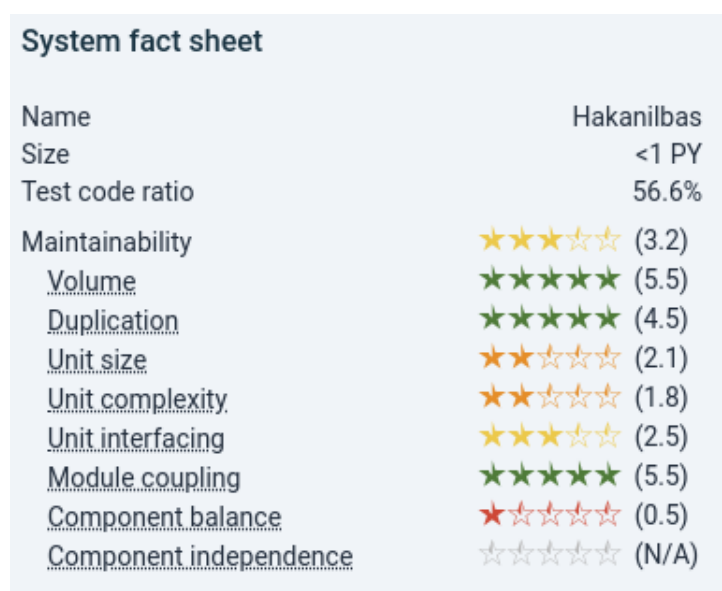 System fact sheet
Name Hakanilbas
Size <1 PY
Test code ratio 56.6%
Maintainability (3.2)
Volume (5.5)
Duplication (4.5)
Unit size (2.1)
Unit complexity (1.8)
Unit interfacing (2.5)
Module coupling (5.5)
Component balance (0.5)
Component independence (N/A)